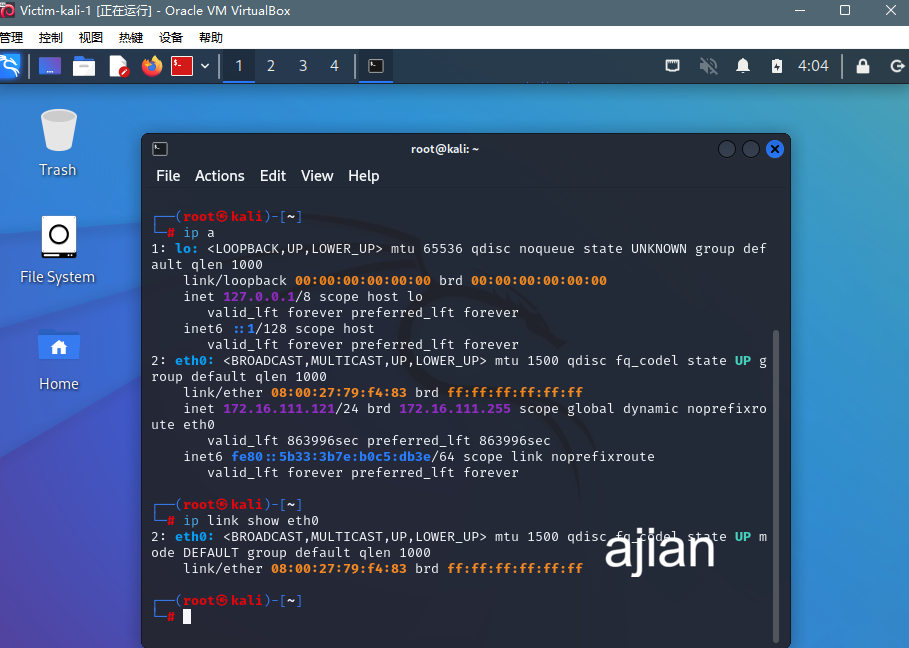 Victim-kali-1 [正在运行] - Oracle VM VirtualBox
管理 控制 视图 热键 设备 帮助
1 2 3 4 4:04
Trash
File System
Home
root@kali: ~
File Actions Edit View Help
┌──(root㉿kali)-[~]
└─# ip a
1: lo: <LOOPBACK,UP,LOWER_UP> mtu 65536 qdisc noqueue state UNKNOWN group def
ault qlen 1000
link/loopback 00:00:00:00:00:00 brd 00:00:00:00:00:00
inet 127.0.0.1/8 scope host lo
valid_lft forever preferred_lft forever
inet6 ::1/128 scope host
valid_lft forever preferred_lft forever
2: eth0: <BROADCAST,MULTICAST,UP,LOWER_UP> mtu 1500 qdisc fq_codel state UP g
roup default qlen 1000
link/ether 08:00:27:79:f4:83 brd ff:ff:ff:ff:ff:ff
inet 172.16.111.121/24 brd 172.16.111.255 scope global dynamic noprefixro
ute eth0
valid_lft 863996sec preferred_lft 863996sec
inet6 fe80::5b33:3b7e:b0c5:db3e/64 scope link noprefixroute
valid_lft forever preferred_lft forever
┌──(root㉿kali)-[~]
└─# ip link show eth0
2: eth0: <BROADCAST,MULTICAST,UP,LOWER_UP> mtu 1500 qdisc fq_codel state UP m
ode DEFAULT group default qlen 1000
link/ether 08:00:27:79:f4:83 brd ff:ff:ff:ff:ff:ff
ajian
┌──(root㉿kali)-[~]
└─#